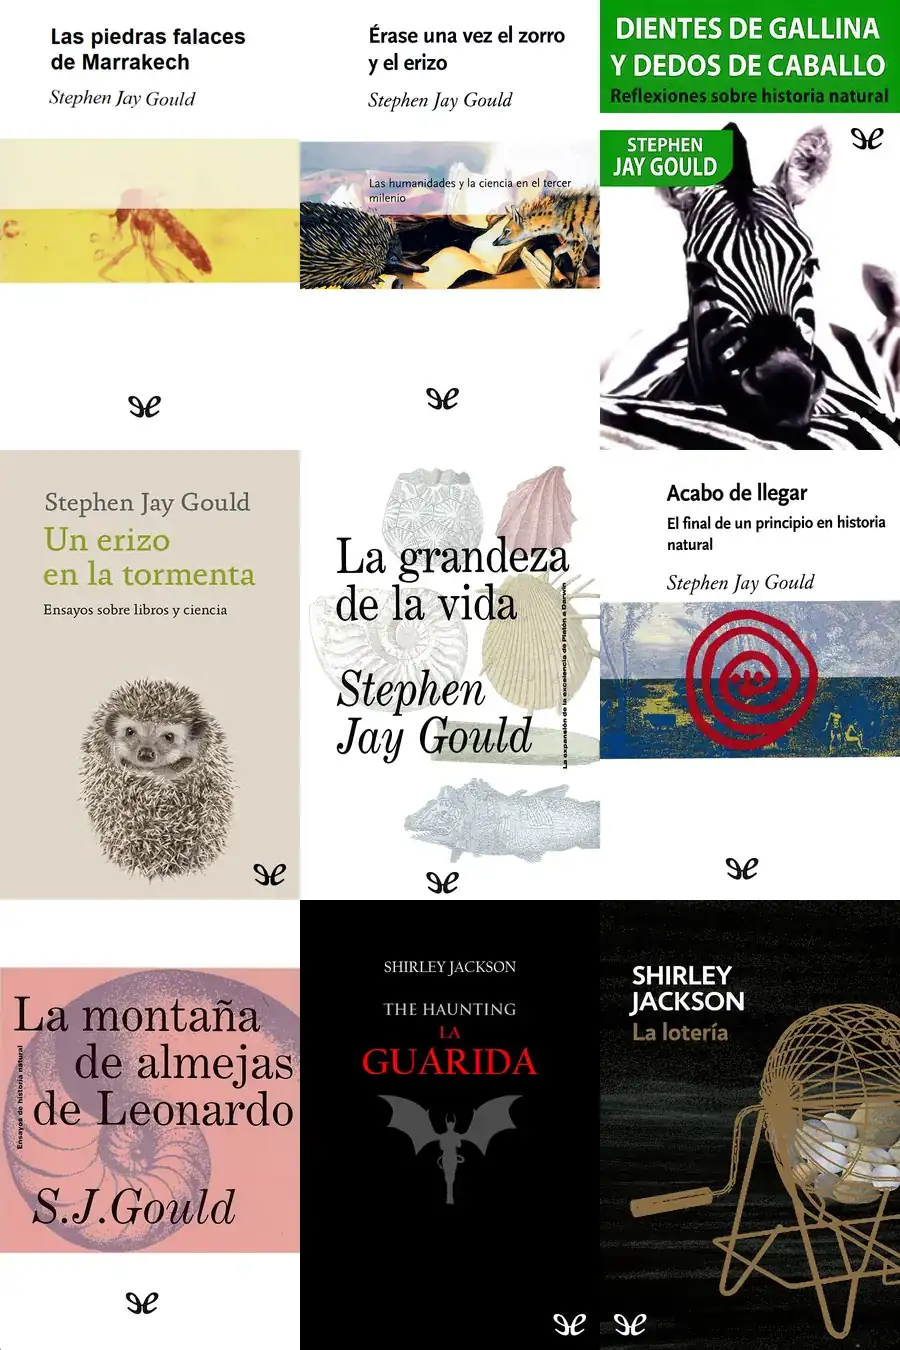 Las piedras falaces
de Marrakech
Stephen Jay Gould
Érase una vez el zorro
y el erizo
Stephen Jay Gould
Las humanidades y la ciencia en el tercer
milenio
DIENTES DE GALLINA
Y DEDOS DE CABALLO
Reflexiones sobre historia natural
STEPHEN
JAY GOULD
Stephen Jay Gould
Un erizo
en la tormenta
Ensayos sobre libros y ciencia
La grandeza
de la vida
Stephen
Jay Gould
La expansión de la excelencia de Platón a Darwin
Acabo de llegar
El final de un principio en historia
natural
Stephen Jay Gould
La montaña
de almejas
de Leonardo
Ensayos de historia natural
S.J.Gould
SHIRLEY JACKSON
THE HAUNTING
LA
GUARIDA
SHIRLEY
JACKSON
La lotería